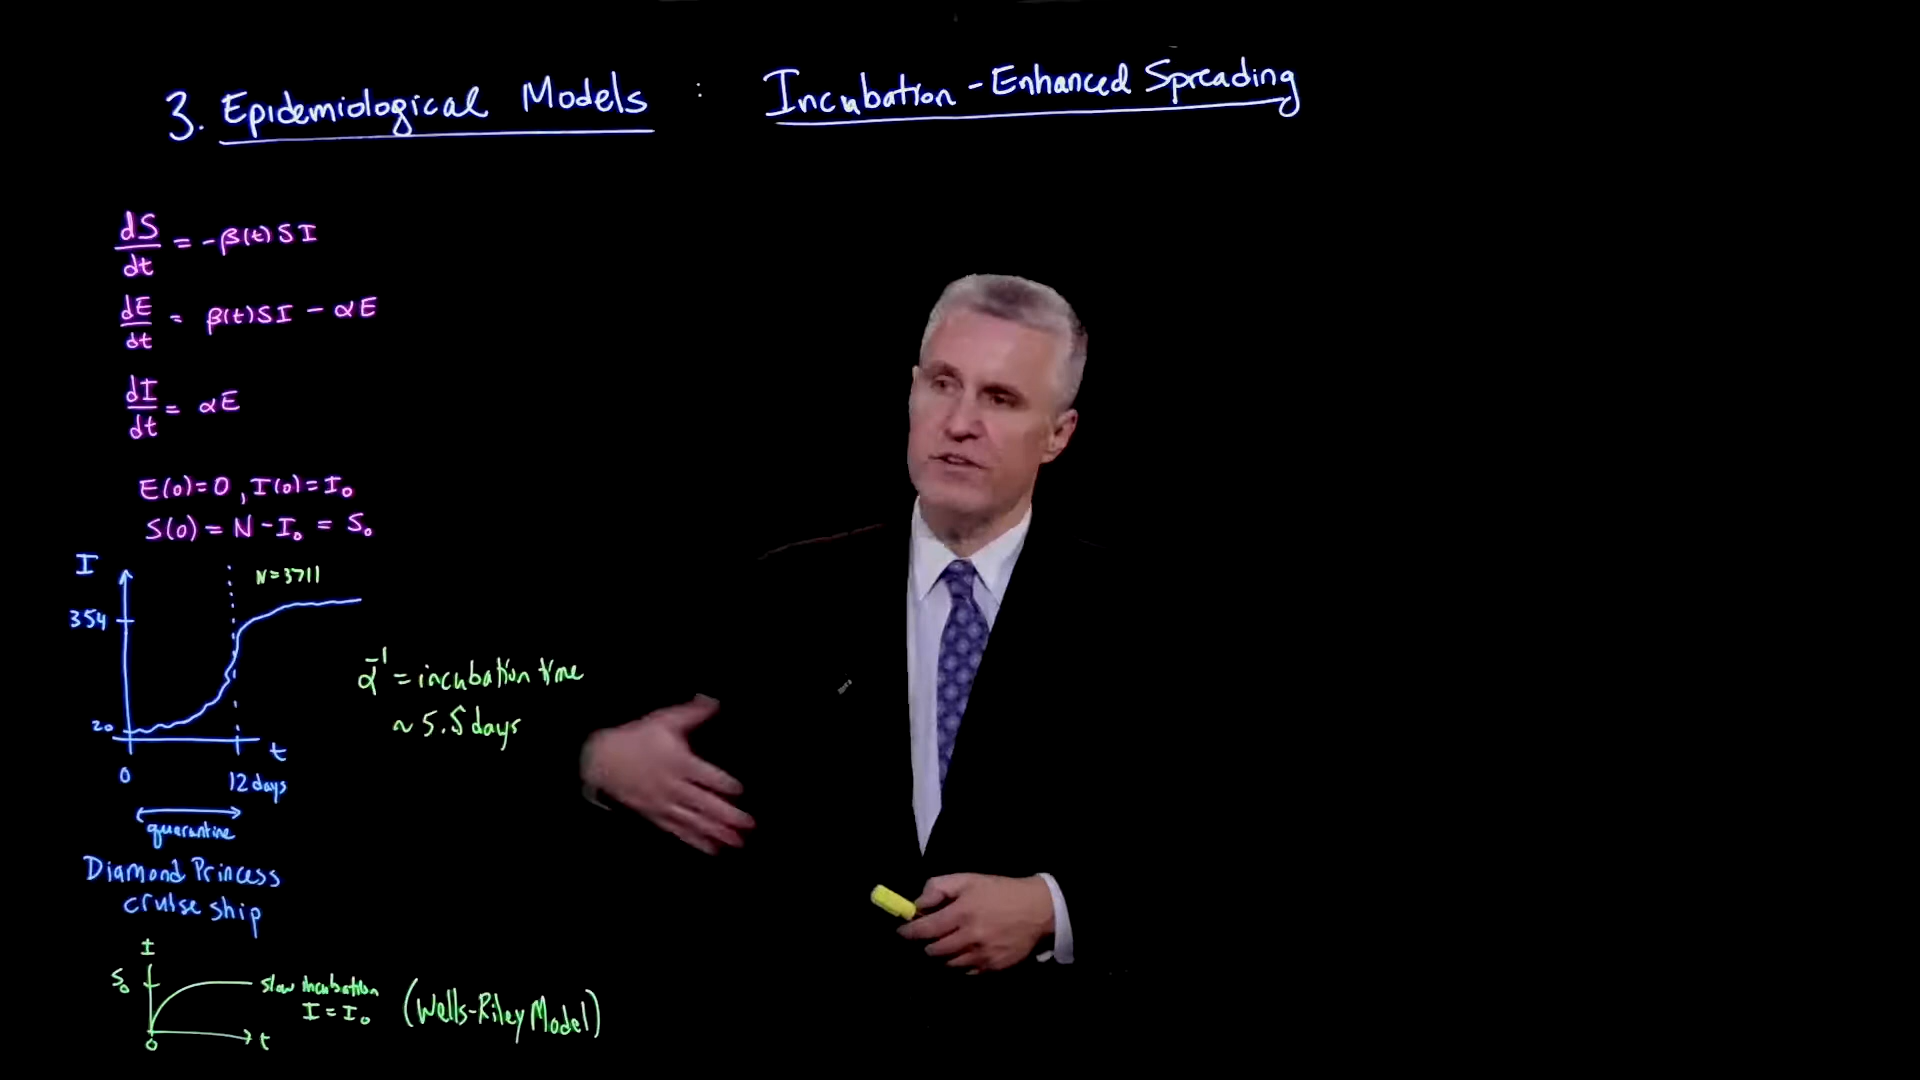 3. Epidemiological Models : Incubation-Enhanced Spreading
dS/dt = -β(t) S I
dE/dt = β(t) S I - αE
dI/dt = αE
E(0)=0, I(0)=I₀
S(0) = N - I₀ = S₀
I
N=3711
354
20
0
12 days
t
quarantine
Diamond Princess
cruise ship
α⁻¹ = incubation time
~ 5.5 days
I
S₀
slow incubation
I = I₀
(Wells-Riley Model)
0
t